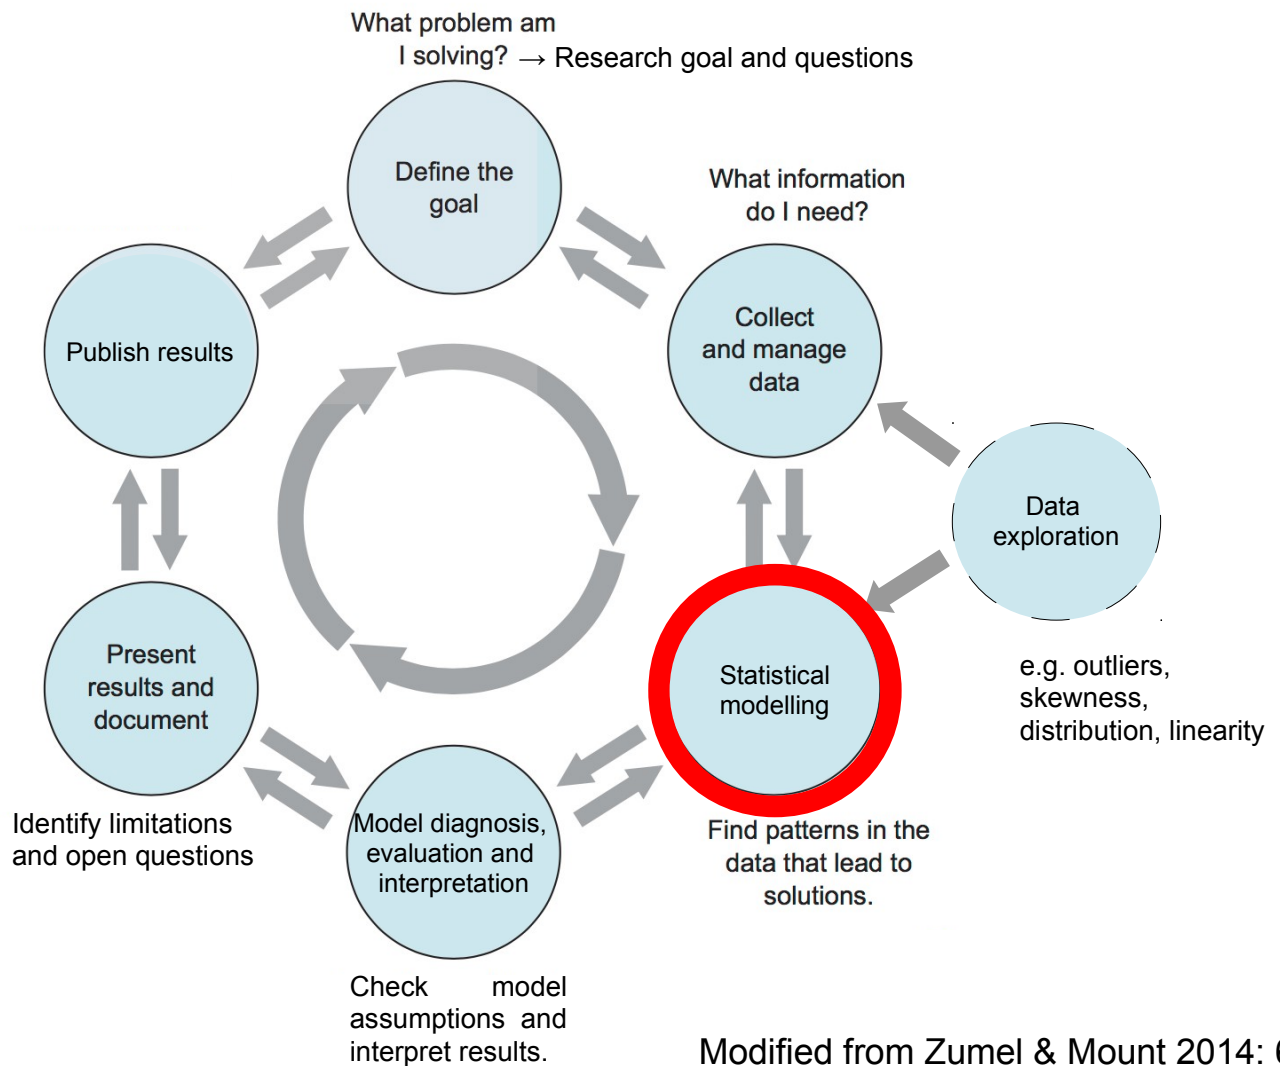 What problem am
I solving? → Research goal and questions
Define the
goal
What information
do I need?
Collect
and manage
data
Publish results
Data
exploration
e.g. outliers,
skewness,
distribution, linearity
Statistical
modelling
Find patterns in the
data that lead to
solutions.
Present
results and
document
Identify limitations
and open questions
Model diagnosis,
evaluation and
interpretation
Check model
assumptions and
interpret results.
Modified from Zumel & Mount 2014: 6